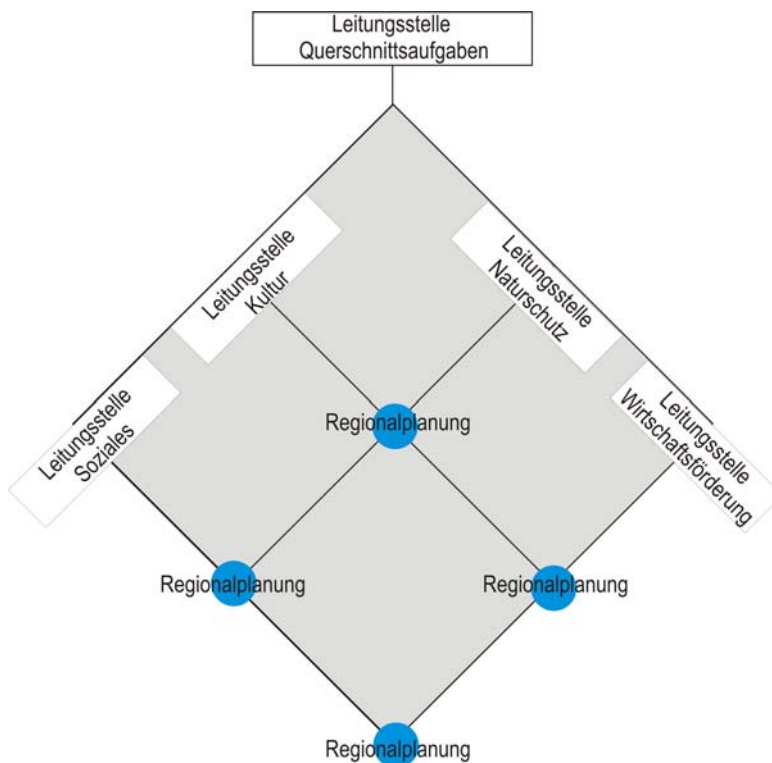 Leitungsstelle
Querschnittsaufgaben
Leitungsstelle
Kultur
Leitungsstelle
Naturschutz
Leitungsstelle
Soziales
Leitungsstelle
Wirtschaftsförderung
Regionalplanung
Regionalplanung
Regionalplanung
Regionalplanung